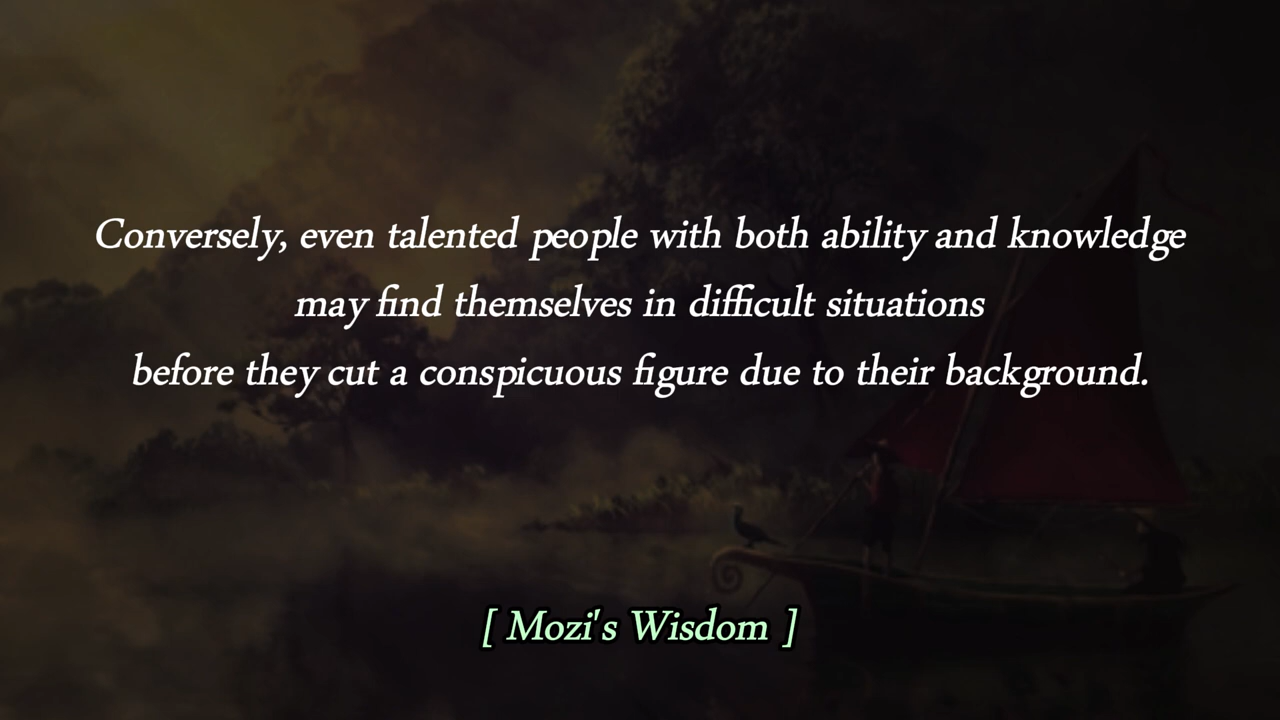 Conversely, even talented people with both ability and knowledge
may find themselves in difficult situations
before they cut a conspicuous figure due to their background.
[ Mozi's Wisdom ]